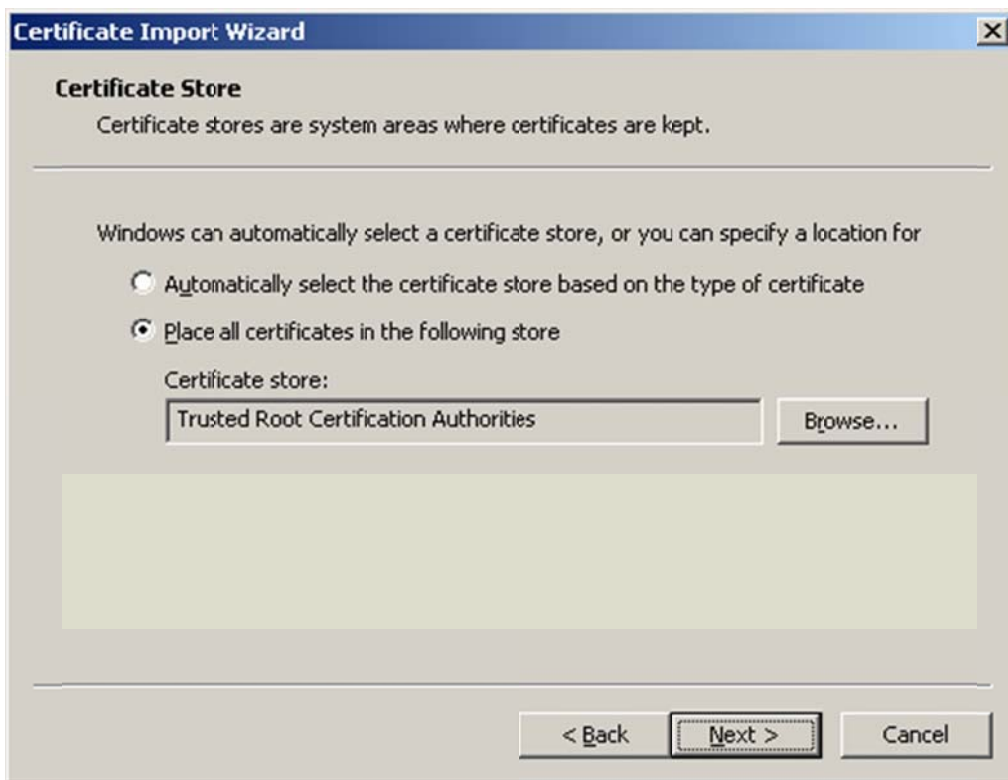 Certificate Import Wizard
Certificate Store
Certificate stores are system areas where certificates are kept.
Windows can automatically select a certificate store, or you can specify a location for
Automatically select the certificate store based on the type of certificate
Place all certificates in the following store
Certificate store:
Trusted Root Certification Authorities
Browse...
< Back
Next >
Cancel